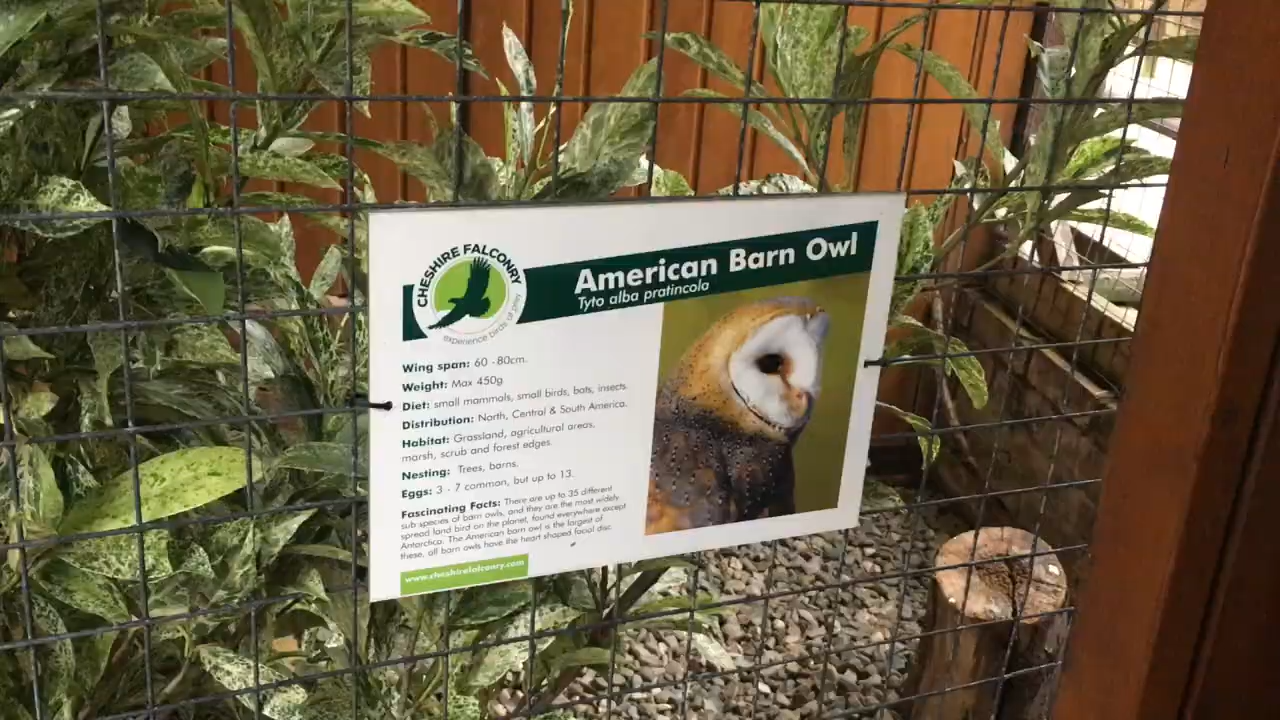 CHESHIRE FALCONRY
experience birds of prey
American Barn Owl
Tyto alba pratincola
Wing span: 60 -80cm.
Weight: Max 450g
Diet: small mammals, small birds, bats, insects.
Distribution: North, Central & South America.
Habitat: Grassland, agricultural areas,
marsh, scrub and forest edges.
Nesting: Trees, barns.
Eggs: 3 - 7 common, but up to 13.
Fascinating Facts: There are up to 35 different
sub species of barn owls, and they are the most widely
spread land bird on the planet, found everywhere except
Antarctica. The American barn owl is the largest of
these, all barn owls have the heart shaped facial disc
www.cheshirefalconry.com